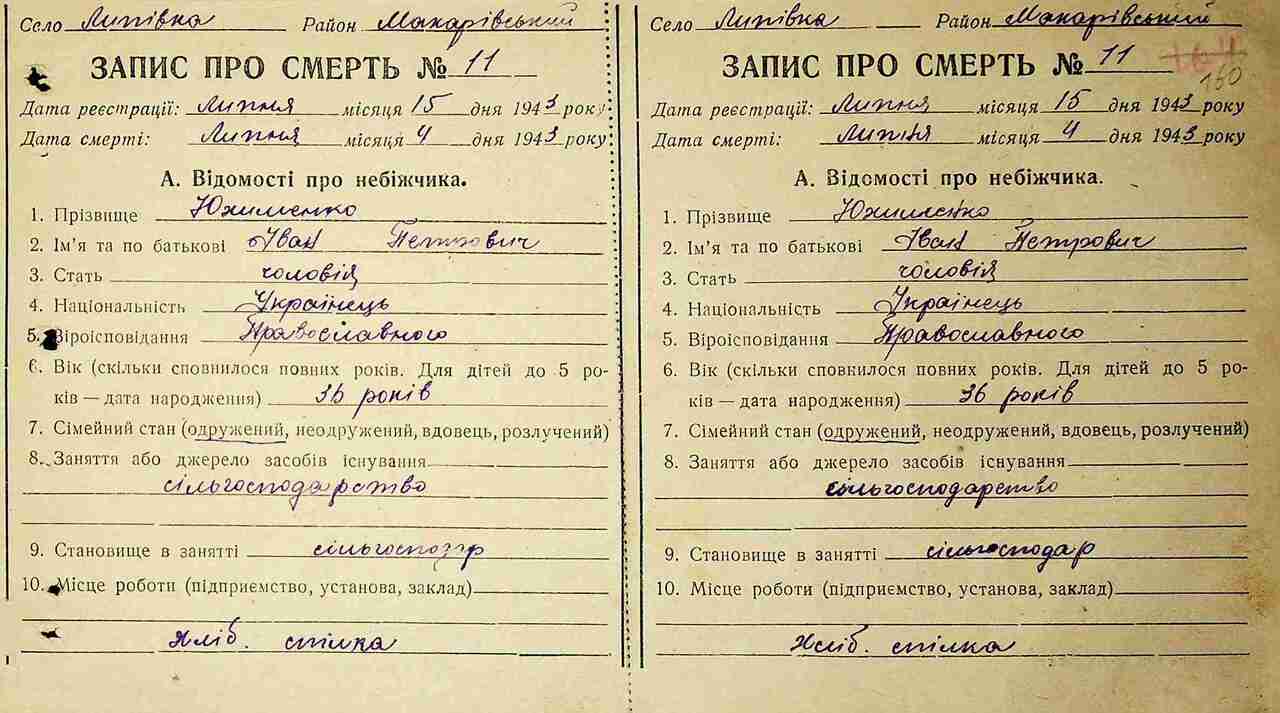 Село Липівка Район Макарівський
ЗАПИС ПРО СМЕРТЬ № 11
Дата реєстрації: Липня місяця 15 дня 1943 року
Дата смерті: Липня місяця 4 дня 1943 року
А. Відомості про небіжчика.
1. Прізвище Юхименко
2. Ім'я та по батькові Іван Петрович
3. Стать чоловія
4. Національність Українець
5. Віроісповідання Православного
6. Вік (скільки сповнилося повних років. Для дітей до 5 ро-
ків — дата народження) 36 років
7. Сімейний стан (одружений, неодружений, вдовець, розлучений)
8. Заняття або джерело засобів існування
сільгосподарство
9. Становище в занятті сільгосподар
10. Місце роботи (підприємство, установа, заклад)
Хліб. спілка
Село Липівка Район Макарівський
ЗАПИС ПРО СМЕРТЬ № 11
160
Дата реєстрації: Липня місяця 15 дня 1943 року
Дата смерті: Липня місяця 4 дня 1943 року
А. Відомості про небіжчика.
1. Прізвище Юхименко
2. Ім'я та по батькові Іван Петрович
3. Стать чоловія
4. Національність Українець
5. Віроісповідання Православного
6. Вік (скільки сповнилося повних років. Для дітей до 5 ро-
ків — дата народження) 36 років
7. Сімейний стан (одружений, неодружений, вдовець, розлучений)
8. Заняття або джерело засобів існування
сільгосподарство
9. Становище в занятті сільгосподар
10. Місце роботи (підприємство, установа, заклад)
Хліб. спілка